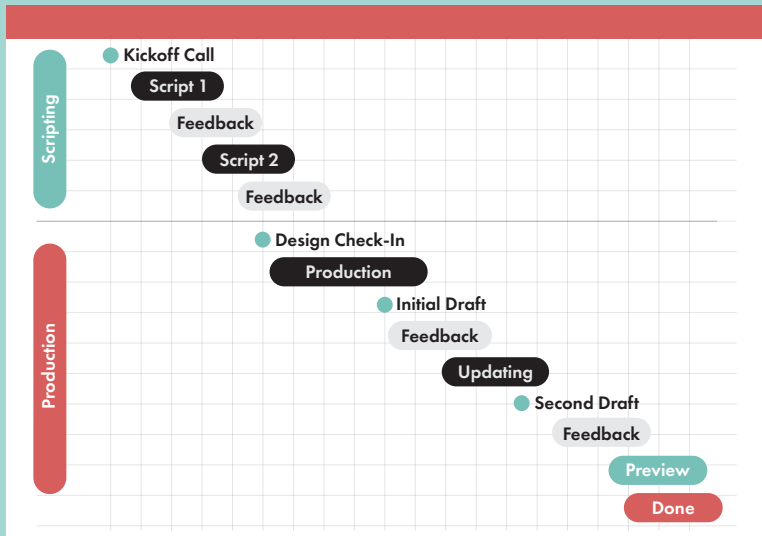 Scripting
Kickoff Call
Script 1
Feedback
Script 2
Feedback
Production
Design Check-In
Production
Initial Draft
Feedback
Updating
Second Draft
Feedback
Preview
Done